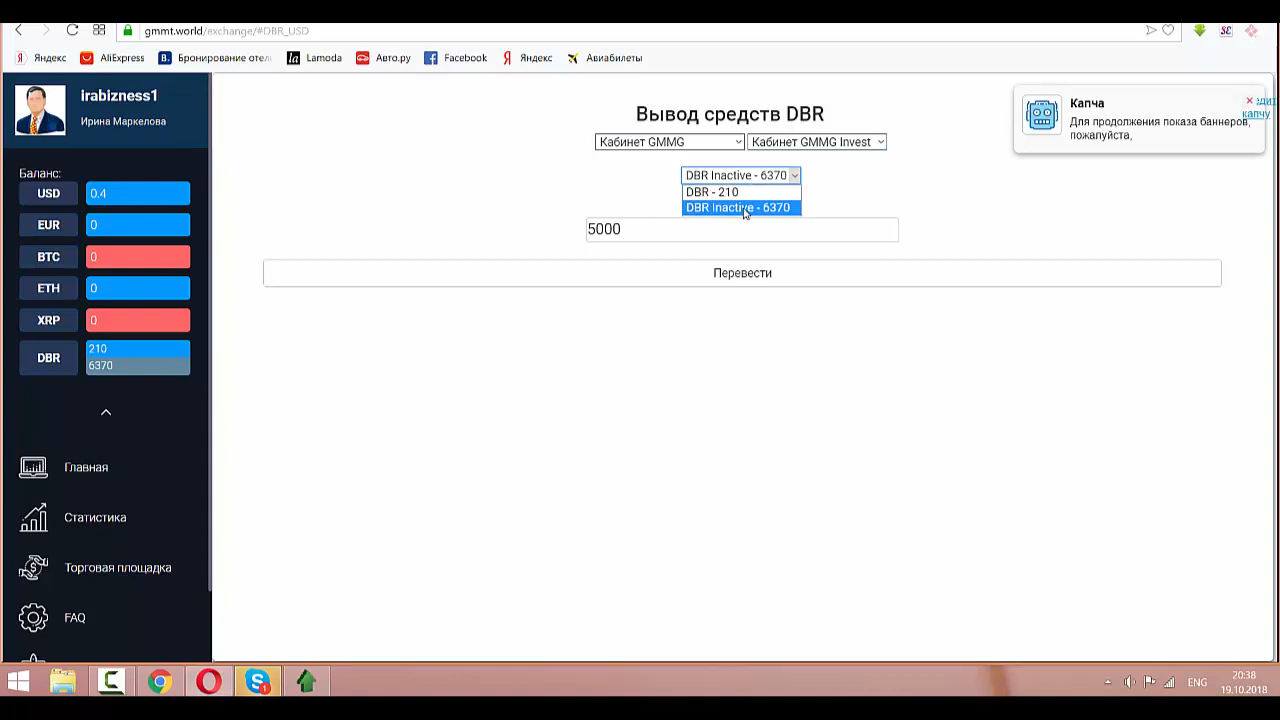 gmmt.world/exchange/#DBR_USD
Яндекс
AliExpress
Бронирование отел
Lamoda
Авто.ру
Facebook
Яндекс
Авиабилеты
irabizness1
Ирина Маркелова
Баланс:
USD 0.4
EUR 0
BTC 0
ETH 0
XRP 0
DBR 210
6370
Главная
Статистика
Торговая площадка
FAQ
Вывод средств DBR
Кабинет GMMG Кабинет GMMG Invest
DBR Inactive - 6370
DBR - 210
DBR Inactive - 6370
5000
Перевести
Капча
Для продолжения показа баннеров,
пожалуйста,
капчу
ENG
20:38
19.10.2018